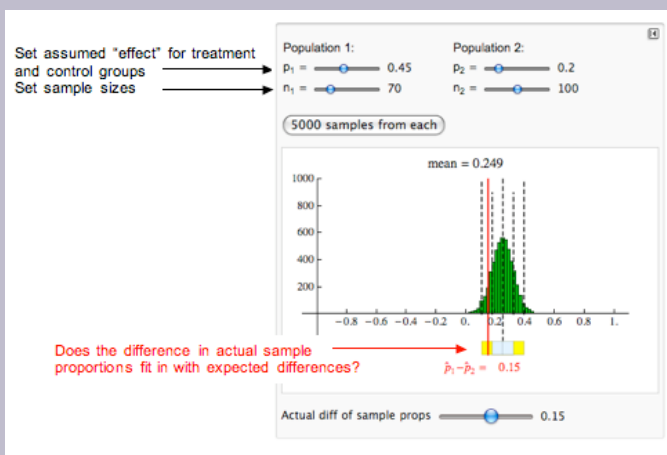 Set assumed "effect" for treatment
and control groups
Set sample sizes
Population 1:
Population 2:
p₁ = 0.45
p₂ = 0.2
n₁ = 70
n₂ = 100
5000 samples from each
mean = 0.249
1000
800
600
400
200
-0.8 -0.6 -0.4 -0.2 0. 0.2 0.4 0.6 0.8 1.
Does the difference in actual sample
proportions fit in with expected differences?
p̂₁-p̂₂ = 0.15
Actual diff of sample props 0.15